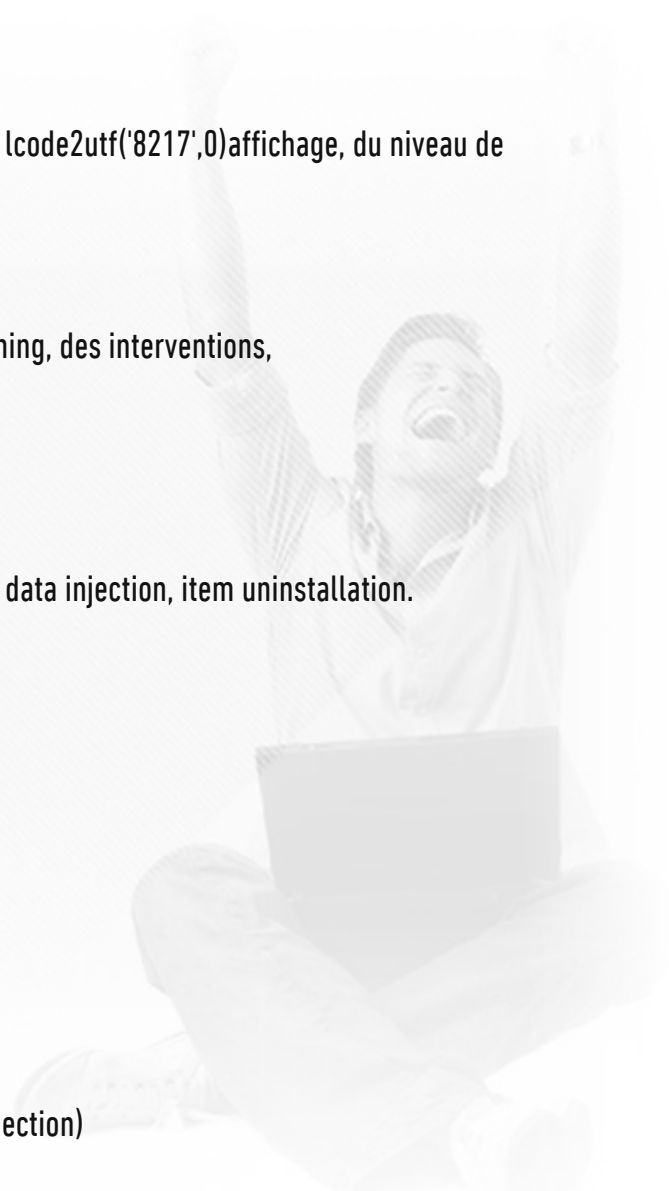 lcode2utf('8217',0)affichage, du niveau de
ning, des interventions,
data injection, item uninstallation.
ection)